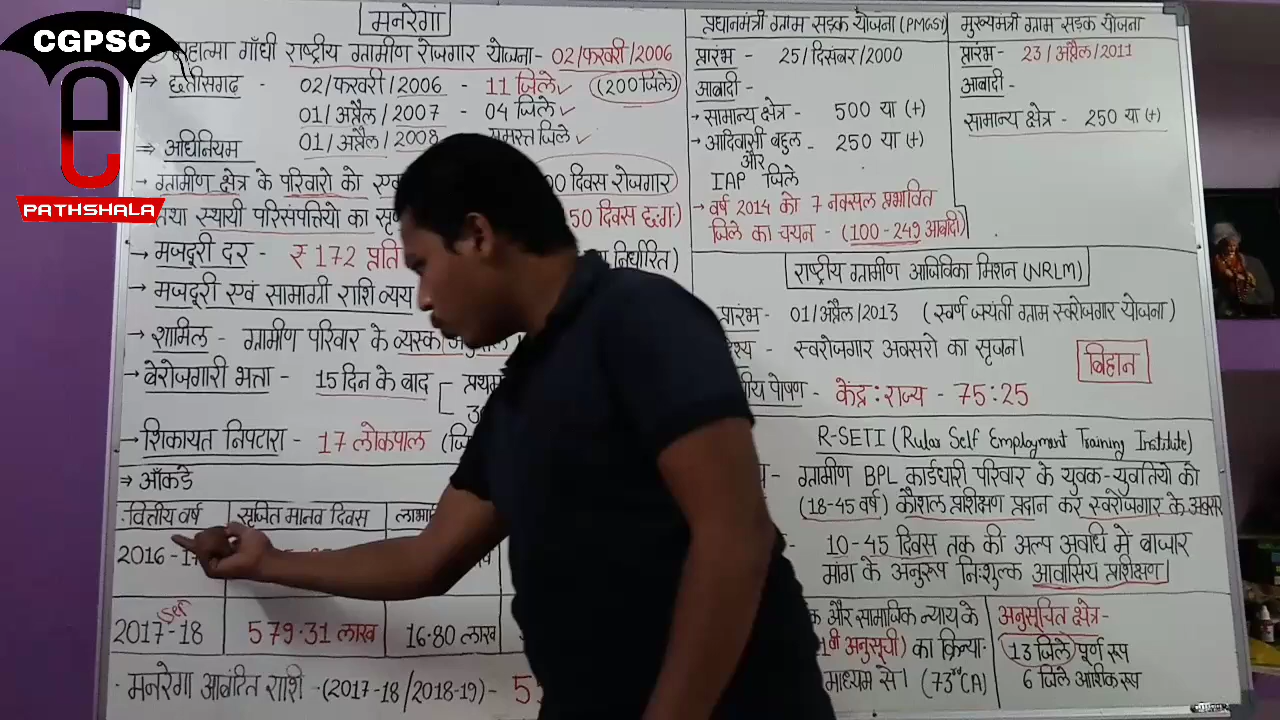 CGPSC
PATHSHALA
मनरेगा
महात्मा गाँधी राष्ट्रीय ग्रामीण रोजगार योजना - 02/फरवरी/2006
⇒ छत्तीसगढ़ - 02/फरवरी/2006 - 11 जिले ✓ (200 जिले)
01/अप्रैल/2007 - 04 जिले ✓
01/अप्रैल/2008 समस्त जिले ✓
⇒ अधिनियम
→ ग्रामीण क्षेत्र के परिवारो को दिवस रोजगार)
तथा स्थायी परिसंपत्तियो का 50 दिवस छ.ग.)
→ मजदूरी दर - ₹ 172 निर्धारित)
→ मजदूरी एवं सामाग्री राशि व्यय
→ शामिल - ग्रामीण परिवार के व्यस्क
→ बेरोजगारी भत्ता - 15 दिन के बाद [
→ शिकायत निपटारा - 17 लोकपाल
→ आँकडे
वित्तीय वर्ष सृजित मानव दिवस
2016-17
Sep
2017-18 579.31 लाख 16.80 लाख
- मनरेगा आवंटित राशि - (2017-18/2018-19) -
प्रधानमंत्री ग्राम सड़क योजना (PMGSY)
प्रारंभ - 25/दिसंबर/2000
आबादी -
→ सामान्य क्षेत्र - 500 या (+)
→ आदिवासी बहुल - 250 या (+)
और
IAP जिले
→ वर्ष 2014 को 7 नक्सल प्रभावित
जिले का चयन - (100-249 आबादी)
मुख्यमंत्री ग्राम सड़क योजना
प्रारंभ - 23/अप्रैल/2011
आबादी -
सामान्य क्षेत्र - 250 या (+)
राष्ट्रीय ग्रामीण आजिविका मिशन (NRLM)
प्रारंभ - 01/अप्रैल/2013 (स्वर्ण जयंती ग्राम स्वरोजगार योजना)
स्वरोजगार अवसरो का सृजन।
बिहान
पोषण - केंद्र : राज्य - 75:25
R-SETI (Rular Self Employment Training Institute)
ग्रामीण BPL कार्डधारी परिवार के युवक-युवतियो को
(18-45 वर्ष) कौशल प्रशिक्षण प्रदान कर स्वरोजगार के अवसर
10-45 दिवस तक की अल्प अवधि में बाजार
मांग के अनुरूप निःशुल्क आवासिय प्रशिक्षण।
और सामाजिक न्याय के
अनुसूची) का क्रिन्या-
माध्यम से। (73rd CA)
अनुसूचित क्षेत्र -
13 जिले पूर्ण रूप
6 जिले आंशिक रूप